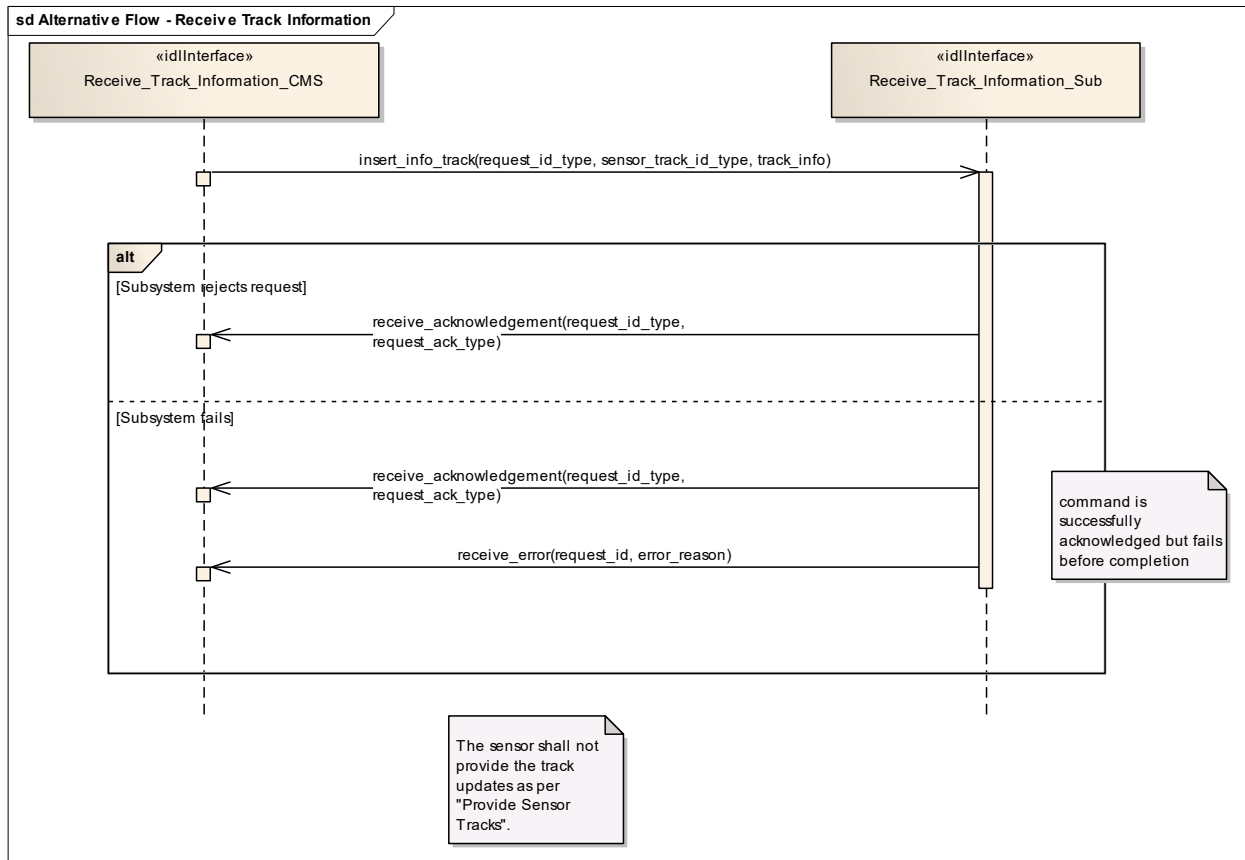 sd Alternative Flow - Receive Track Information
«idlInterface»
Receive_Track_Information_CMS
«idlInterface»
Receive_Track_Information_Sub
insert_info_track(request_id_type, sensor_track_id_type, track_info)
alt
[Subsystem rejects request]
receive_acknowledgement(request_id_type,
request_ack_type)
[Subsystem fails]
receive_acknowledgement(request_id_type,
request_ack_type)
command is
successfully
acknowledged but fails
before completion
receive_error(request_id, error_reason)
The sensor shall not
provide the track
updates as per
"Provide Sensor
Tracks".